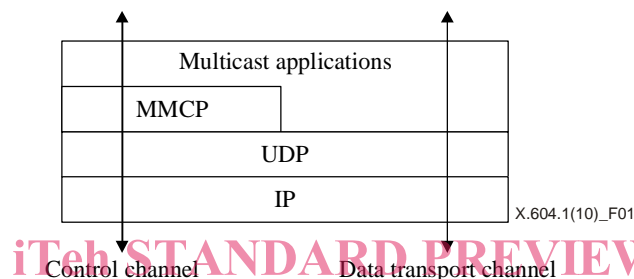 Multicast applications
MMCP
UDP
IP
X.604.1(10)_F01
iTeh STANDARD PREVIEW
Control channel
Data transport channel